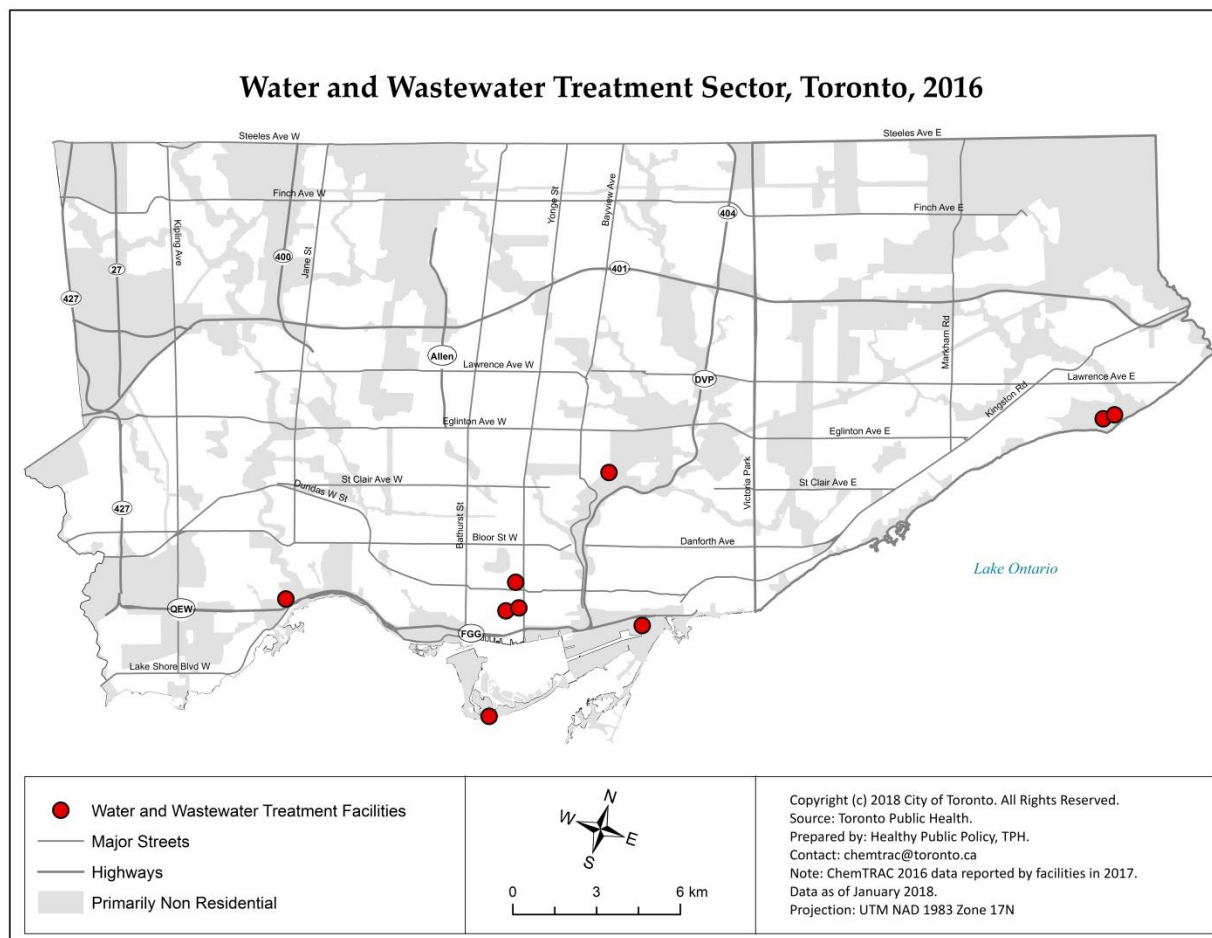 Water and Wastewater Treatment Sector, Toronto, 2016
Steeles Ave W
Steeles Ave E
Finch Ave W
Finch Ave E
Kipling Ave
Jane St
Yonge St
Bayview Ave
404
27
400
401
427
Allen
Lawrence Ave W
DVP
Markham Rd
Lawrence Ave E
Kingston Rd
Eglinton Ave W
Eglinton Ave E
St Clair Ave W
St Clair Ave E
Dundas W St
Victoria Park
427
Bathurst St
Bloor St W
Danforth Ave
Lake Ontario
QEW
FGG
Lake Shore Blvd W
Water and Wastewater Treatment Facilities
Major Streets
Highways
Primarily Non Residential
N
W
E
S
0 3 6 km
Copyright (c) 2018 City of Toronto. All Rights Reserved.
Source: Toronto Public Health.
Prepared by: Healthy Public Policy, TPH.
Contact: chemtrac@toronto.ca
Note: ChemTRAC 2016 data reported by facilities in 2017.
Data as of January 2018.
Projection: UTM NAD 1983 Zone 17N